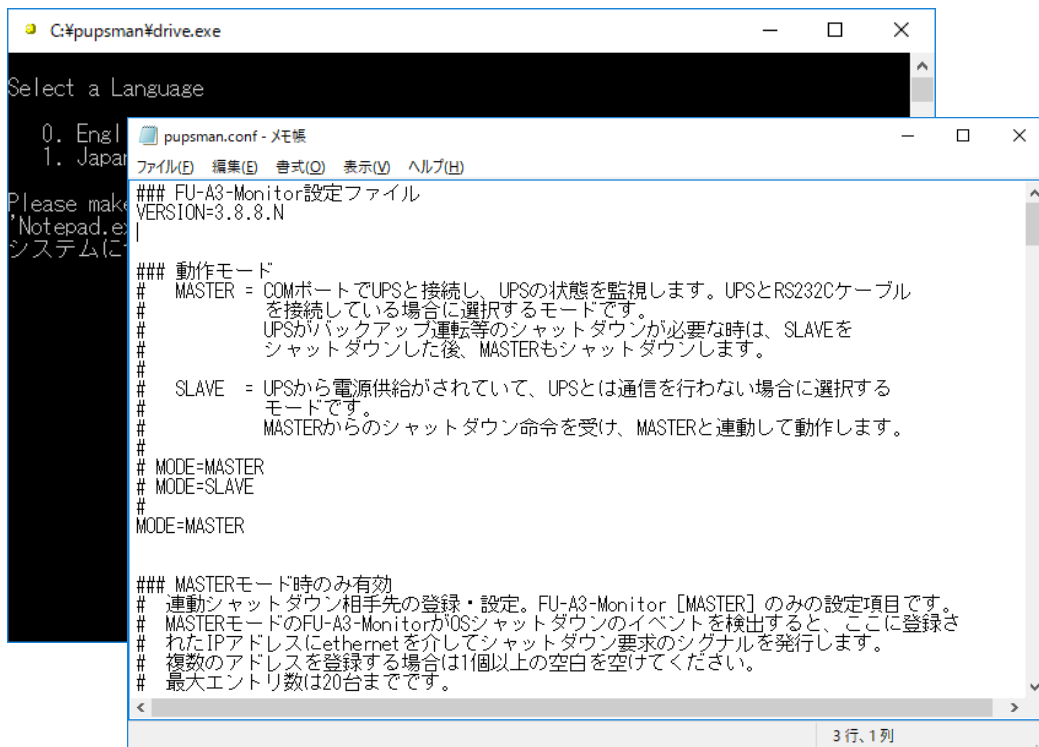 C:¥pupsman¥drive.exe
Select a Language
0. Engl
1. Japan
Please make
'Notepad.ex
システムに
pupsman.conf - メモ帳
ファイル(F) 編集(E) 書式(O) 表示(V) ヘルプ(H)
### FU-A3-Monitor設定ファイル
VERSION=3.8.8.N
### 動作モード
# MASTER = COMポートでUPSと接続し、UPSの状態を監視します。UPSとRS232Cケーブル
# を接続している場合に選択するモードです。
# UPSがバックアップ運転等のシャットダウンが必要な時は、SLAVEを
# シャットダウンした後、MASTERもシャットダウンします。
#
# SLAVE = UPSから電源供給がされていて、UPSとは通信を行わない場合に選択する
# モードです。
# MASTERからのシャットダウン命令を受け、MASTERと連動して動作します。
#
# MODE=MASTER
# MODE=SLAVE
#
MODE=MASTER
### MASTERモード時のみ有効
# 連動シャットダウン相手先の登録・設定。FU-A3-Monitor [MASTER] のみの設定項目です。
# MASTERモードのFU-A3-MonitorがOSシャットダウンのイベントを検出すると、ここに登録さ
# れたIPアドレスにethernetを介してシャットダウン要求のシグナルを発行します。
# 複数のアドレスを登録する場合は1個以上の空白を空けてください。
# 最大エントリ数は20台までです。
3 行、1 列